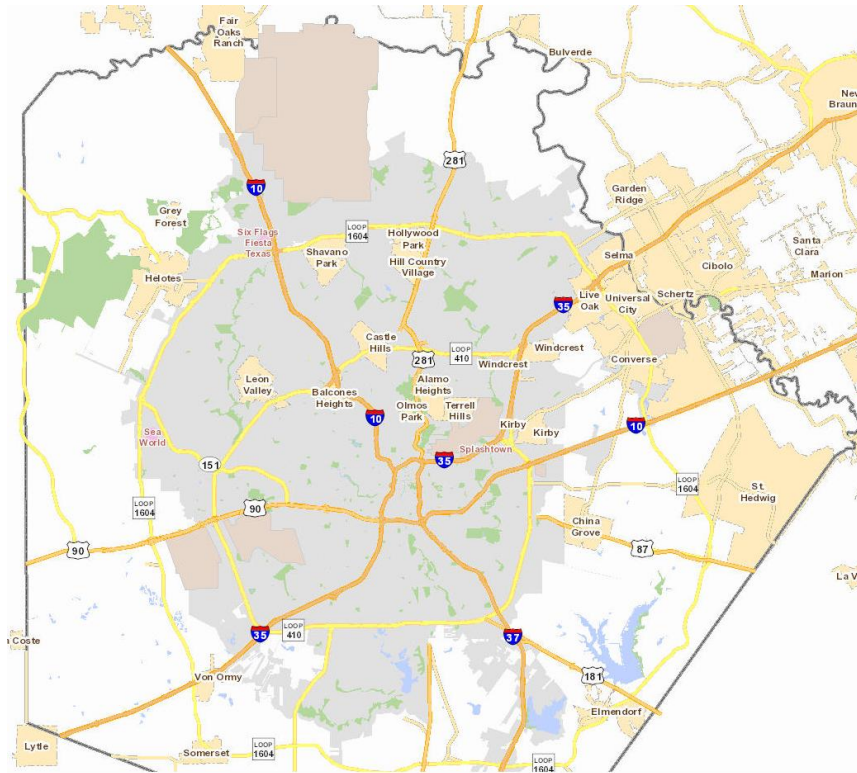 Fair
Oaks
Ranch
Bulverde
New
Braun
281
10
Garden
Ridge
Grey
Forest
LOOP
1604
Hollywood
Park
Six Flags
Fiesta
Texas
Shavano
Park
Hill Country
Village
Santa
Clara
Selma
Cibolo
Marion
Helotes
Live
Oak
Universal
City
Schertz
35
Castle
Hills
LOOP
410
Windcrest
281
Windcrest
Converse
Leon
Valley
Alamo
Heights
Balcones
Heights
Olmos
Park
Terrell
Hills
10
Kirby
Kirby
10
Sea
World
Splashtown
35
151
LOOP
1604
St.
Hedwig
LOOP
1604
90
China
Grove
90
87
La V
n Coste
35
LOOP
410
37
Von Ormy
181
Elmendorf
Lytle
Somerset
LOOP
1604
LOOP
1604